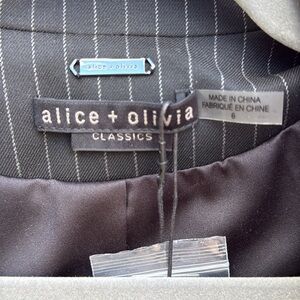 alice + olivia
alice + olivia
CLASSICS
MADE IN CHINA
FABRIQUÉ EN CHINE
6